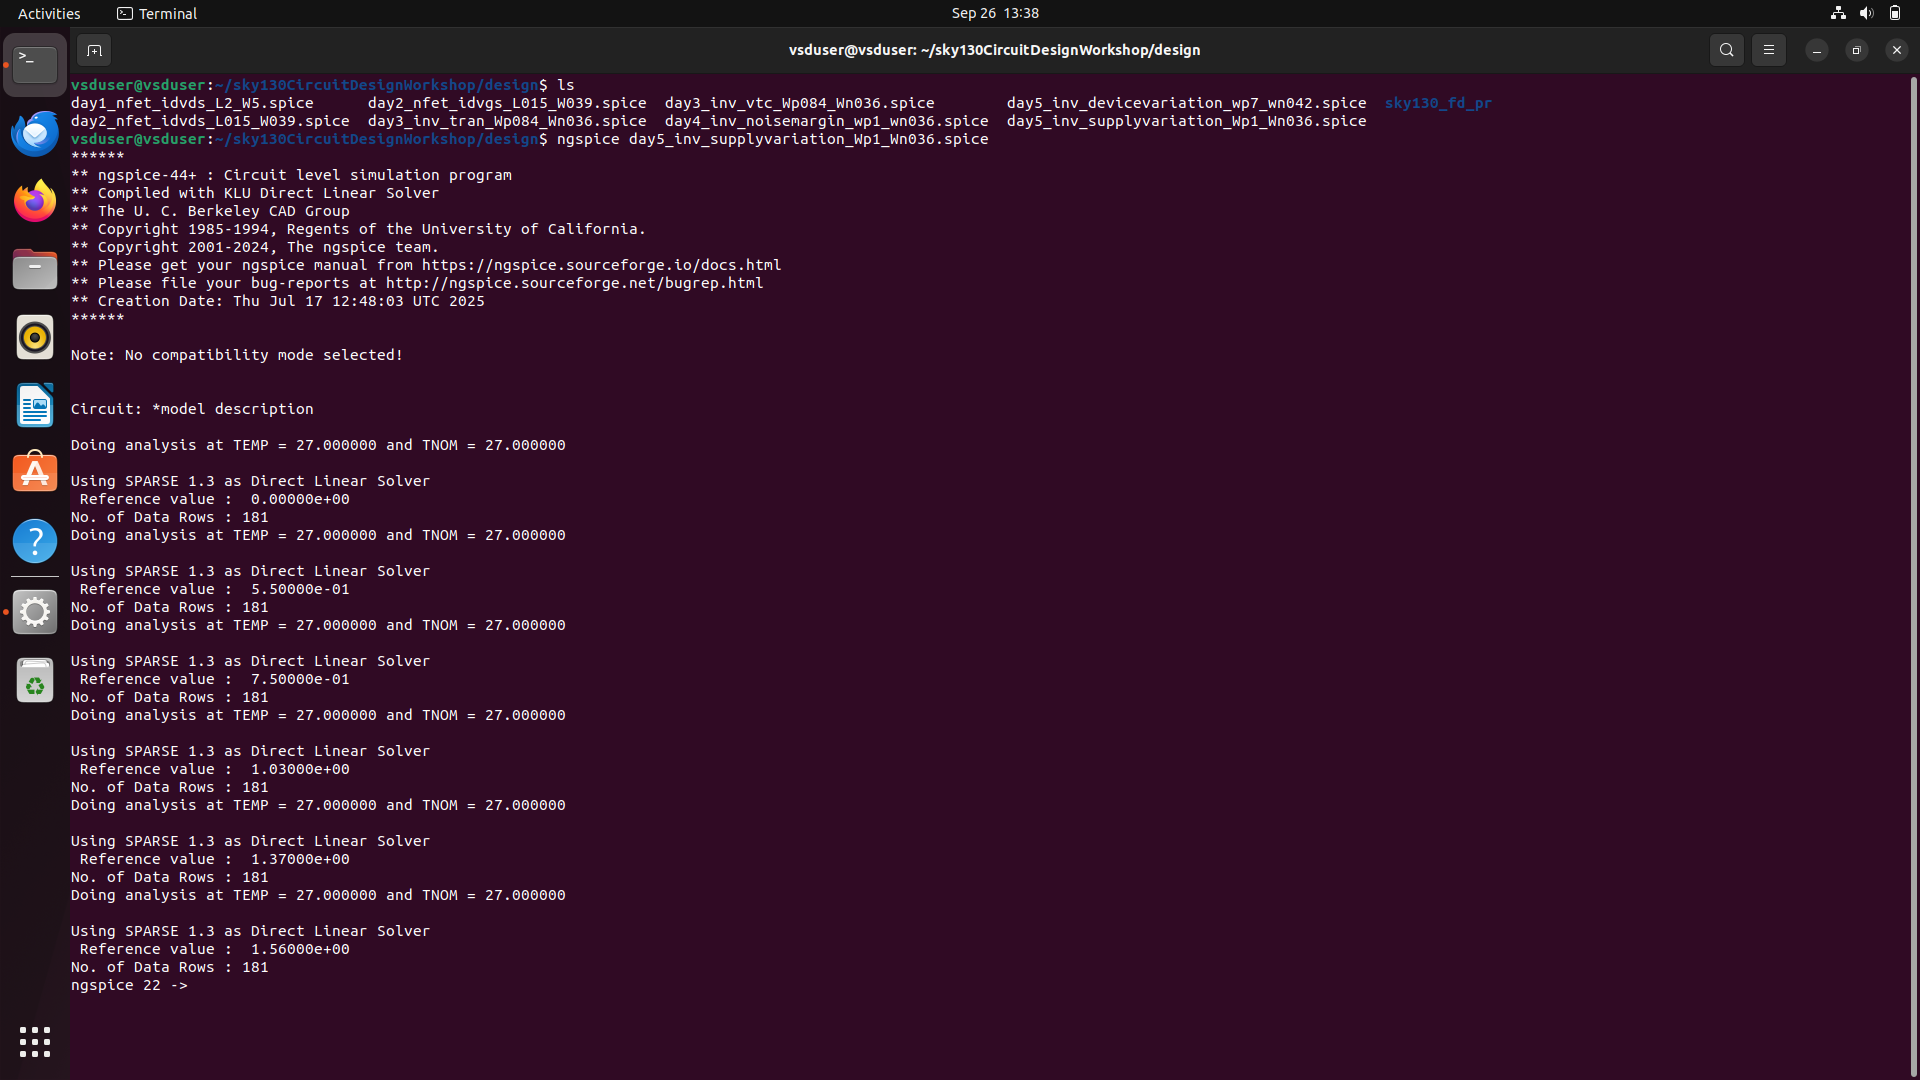 Activities Terminal Sep 26 13:38
vsduser@vsduser: ~/sky130CircuitDesignWorkshop/design
vsduser@vsduser:~/sky130CircuitDesignWorkshop/design$ ls
day1_nfet_idvds_L2_W5.spice day2_nfet_idvgs_L015_W039.spice day3_inv_vtc_Wp084_Wn036.spice day5_inv_devicevariation_wp7_wn042.spice sky130_fd_pr
day2_nfet_idvds_L015_W039.spice day3_inv_tran_Wp084_Wn036.spice day4_inv_noisemargin_wp1_wn036.spice day5_inv_supplyvariation_Wp1_Wn036.spice
vsduser@vsduser:~/sky130CircuitDesignWorkshop/design$ ngspice day5_inv_supplyvariation_Wp1_Wn036.spice
******
** ngspice-44+ : Circuit level simulation program
** Compiled with KLU Direct Linear Solver
** The U. C. Berkeley CAD Group
** Copyright 1985-1994, Regents of the University of California.
** Copyright 2001-2024, The ngspice team.
** Please get your ngspice manual from https://ngspice.sourceforge.io/docs.html
** Please file your bug-reports at http://ngspice.sourceforge.net/bugrep.html
** Creation Date: Thu Jul 17 12:48:03 UTC 2025
******
Note: No compatibility mode selected!
Circuit: *model description
Doing analysis at TEMP = 27.000000 and TNOM = 27.000000
Using SPARSE 1.3 as Direct Linear Solver
Reference value : 0.00000e+00
No. of Data Rows : 181
Doing analysis at TEMP = 27.000000 and TNOM = 27.000000
Using SPARSE 1.3 as Direct Linear Solver
Reference value : 5.50000e-01
No. of Data Rows : 181
Doing analysis at TEMP = 27.000000 and TNOM = 27.000000
Using SPARSE 1.3 as Direct Linear Solver
Reference value : 7.50000e-01
No. of Data Rows : 181
Doing analysis at TEMP = 27.000000 and TNOM = 27.000000
Using SPARSE 1.3 as Direct Linear Solver
Reference value : 1.03000e+00
No. of Data Rows : 181
Doing analysis at TEMP = 27.000000 and TNOM = 27.000000
Using SPARSE 1.3 as Direct Linear Solver
Reference value : 1.37000e+00
No. of Data Rows : 181
Doing analysis at TEMP = 27.000000 and TNOM = 27.000000
Using SPARSE 1.3 as Direct Linear Solver
Reference value : 1.56000e+00
No. of Data Rows : 181
ngspice 22 ->